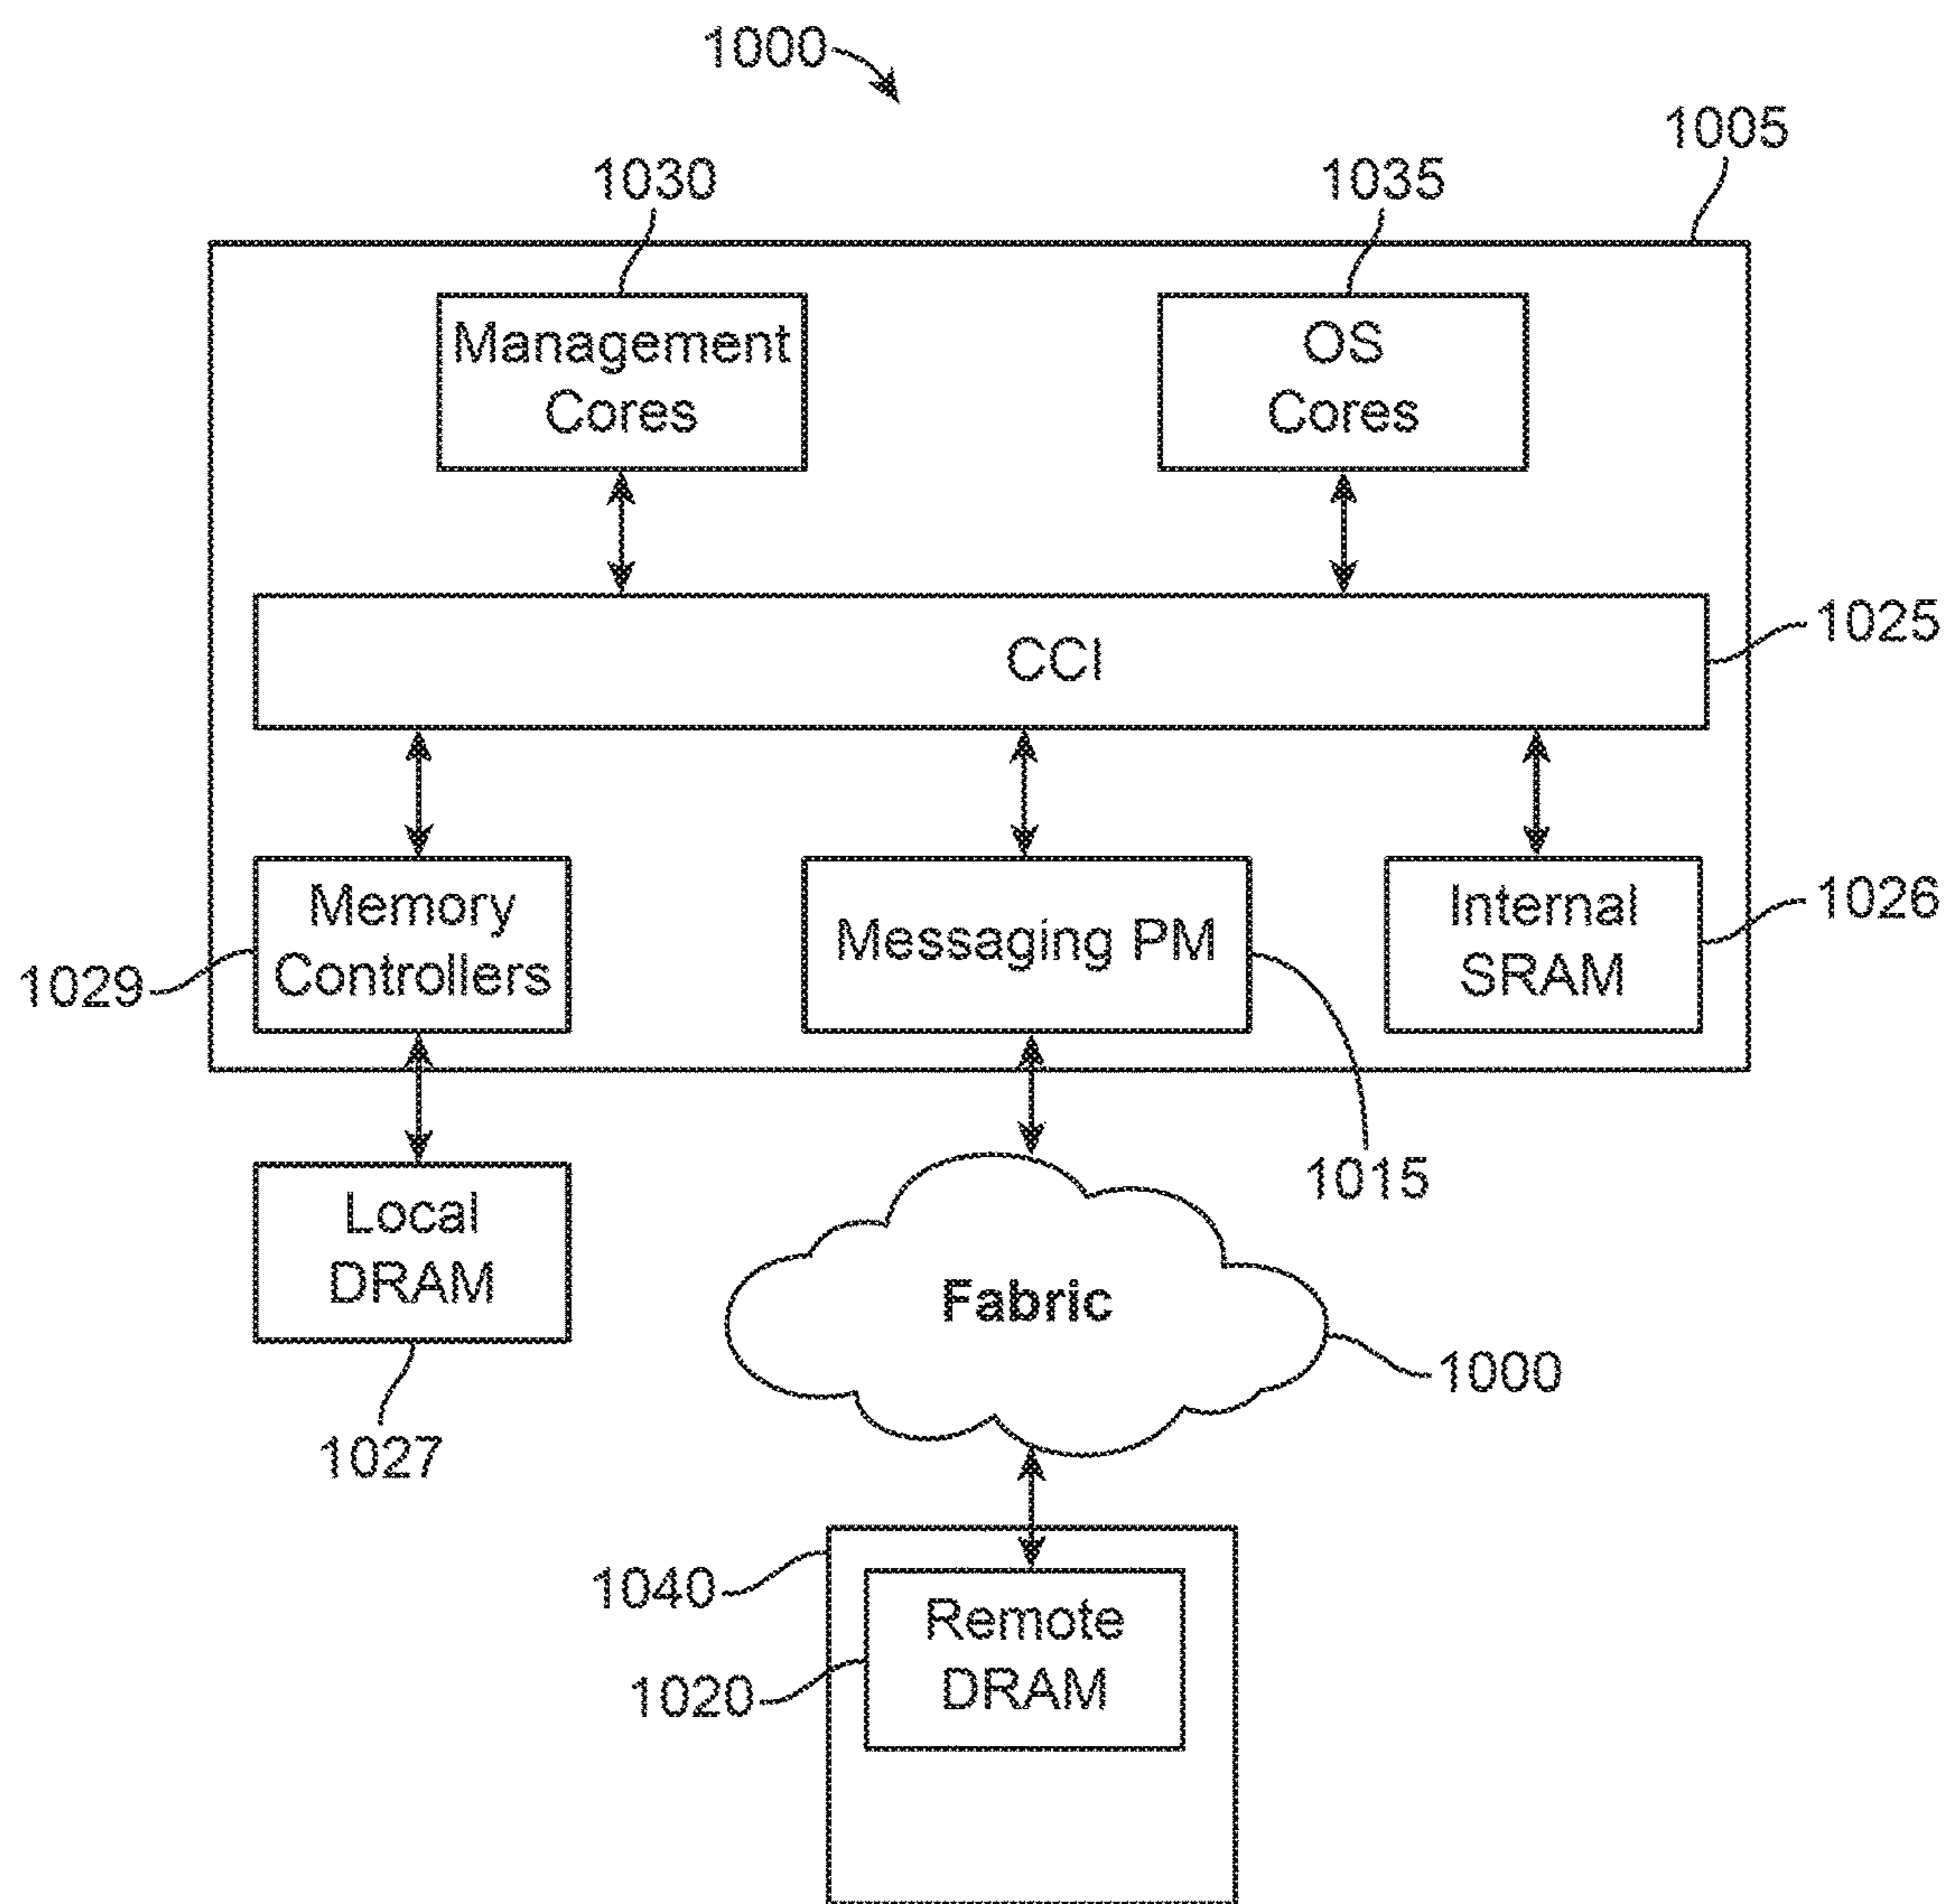 1000
1005
1030
1035
Management
Cores
OS
Cores
CCI
1025
Memory
Controllers
1029
Messaging PM
1015
Internal
SRAM
1026
Local
DRAM
1027
Fabric
1000
1040
Remote
DRAM
1020